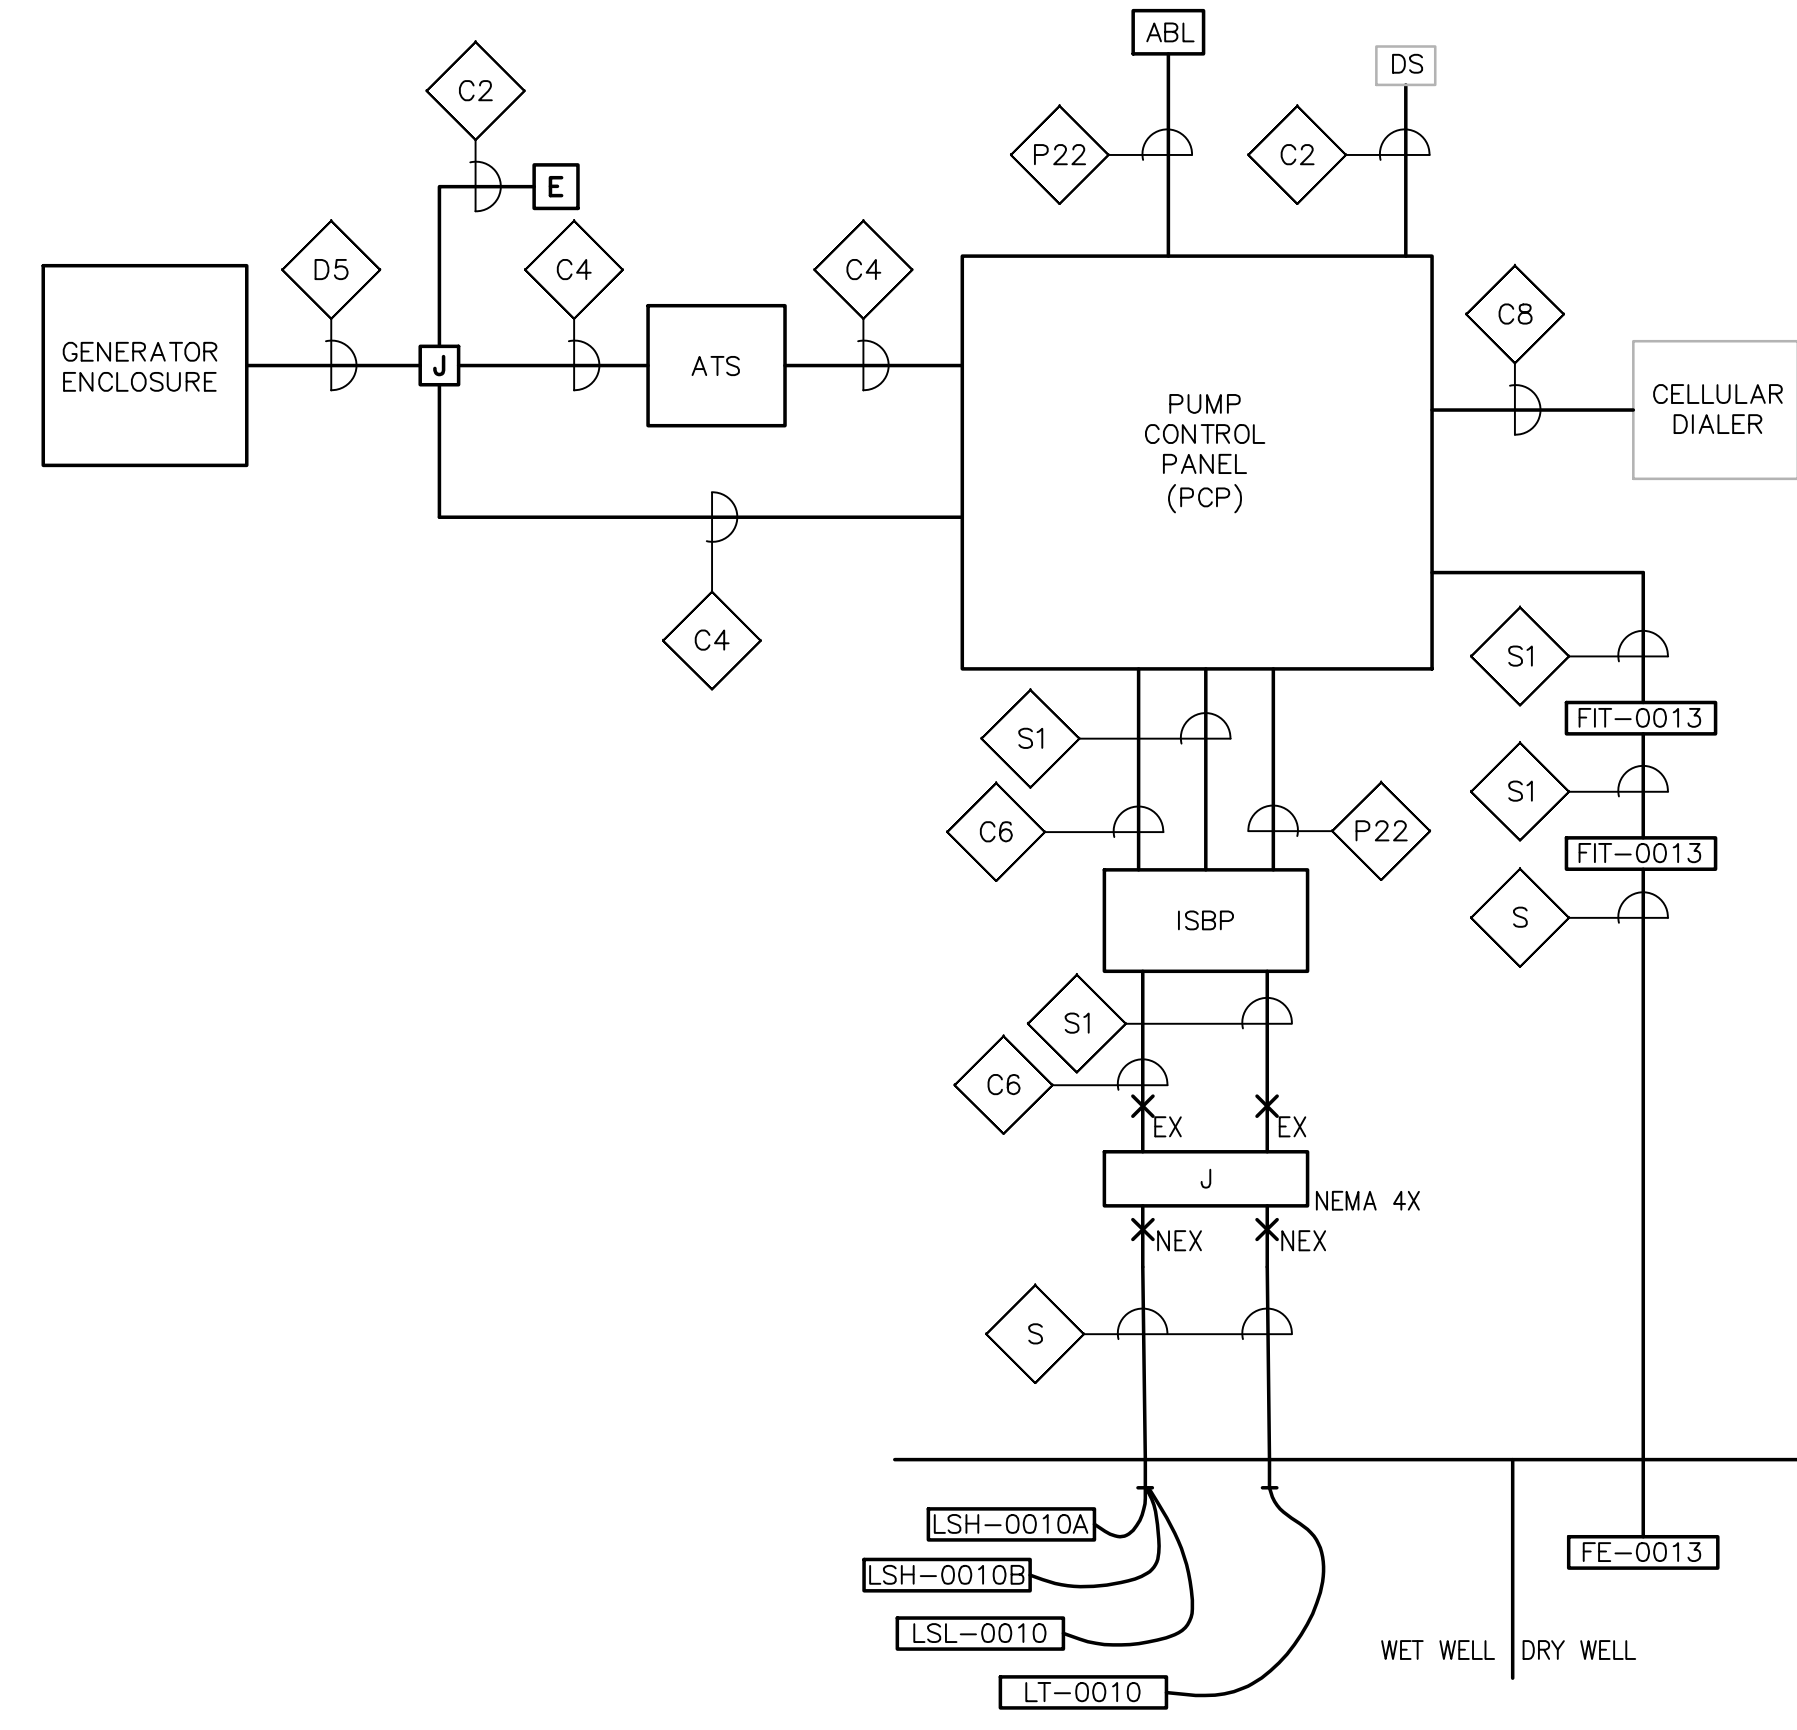 ABL
DS
C2
P22
C2
E
D5
C4
C4
C8
GENERATOR
ENCLOSURE
J
ATS
CELLULAR
DIALER
PUMP
CONTROL
PANEL
(PCP)
C4
S1
FIT-0013
S1
S1
C6
P22
FIT-0013
ISBP
S
S1
C6
EX
EX
J
NEMA 4X
NEX
NEX
S
LSH-0010A
LSH-0010B
FE-0013
LSL-0010
WET WELL
DRY WELL
LT-0010